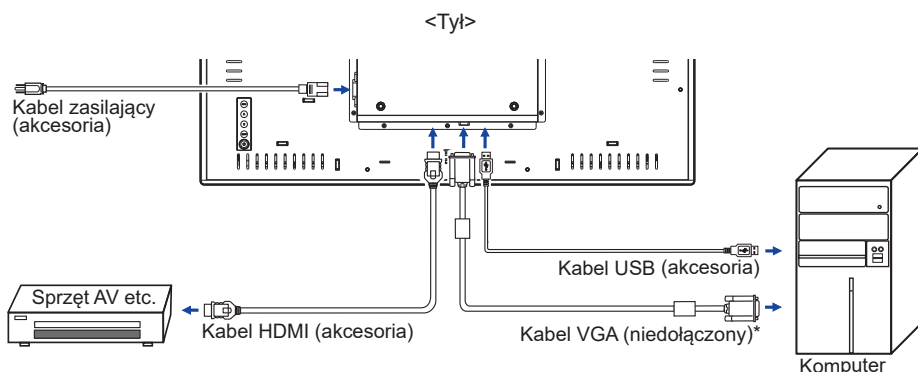 <Tył>
Kabel zasilający
(akcesoria)
Kabel USB (akcesoria)
Sprzęt AV etc.
Kabel HDMI (akcesoria)
Kabel VGA (niedołączony)*
Komputer